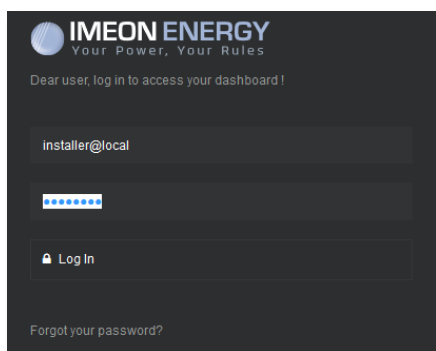 IMEON ENERGY
Your Power, Your Rules
Dear user, log in to access your dashboard !
installer@local
••••••••
Log In
Forgot your password?